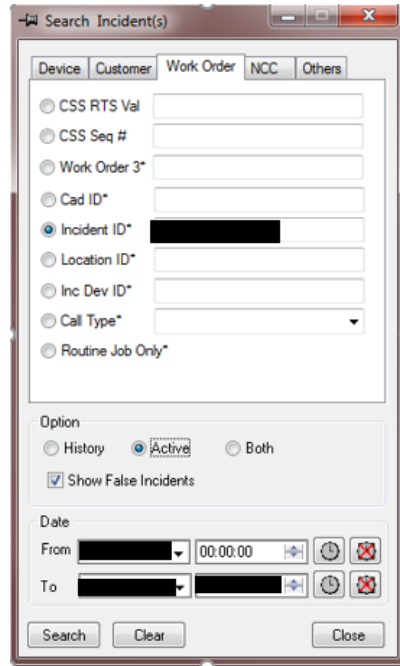 Search Incident(s)
Device Customer Work Order NCC Others
CSS RTS Val
CSS Seq #
Work Order 3*
Cad ID*
Incident ID*
Location ID*
Inc Dev ID*
Call Type*
Routine Job Only*
Option
History Active Both
Show False Incidents
Date
From 00:00:00
To
Search Clear Close